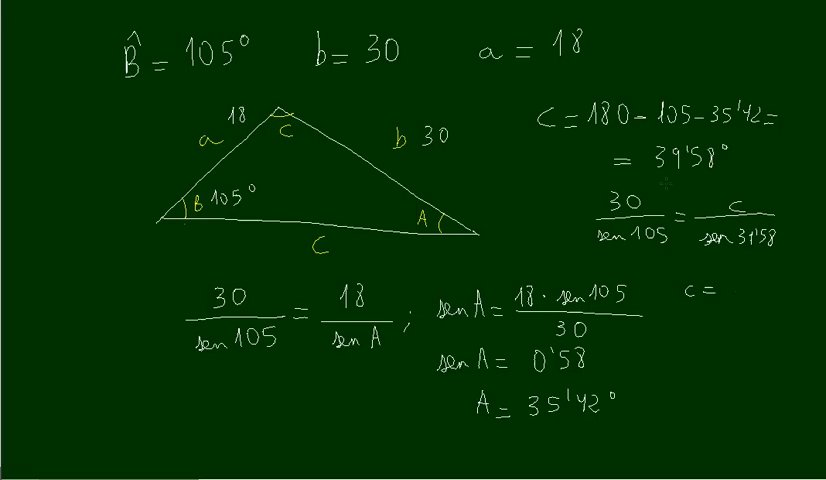 B̂ = 105° b = 30 a = 18
18
a
C
b 30
B 105°
A
C
C = 180 - 105 - 35'42 =
= 39'58°
30 / sen 105 = c / sen 39'58
30 / sen 105 = 18 / sen A ;
sen A = 18 · sen 105 / 30
sen A = 0'58
A = 35'42°
c =